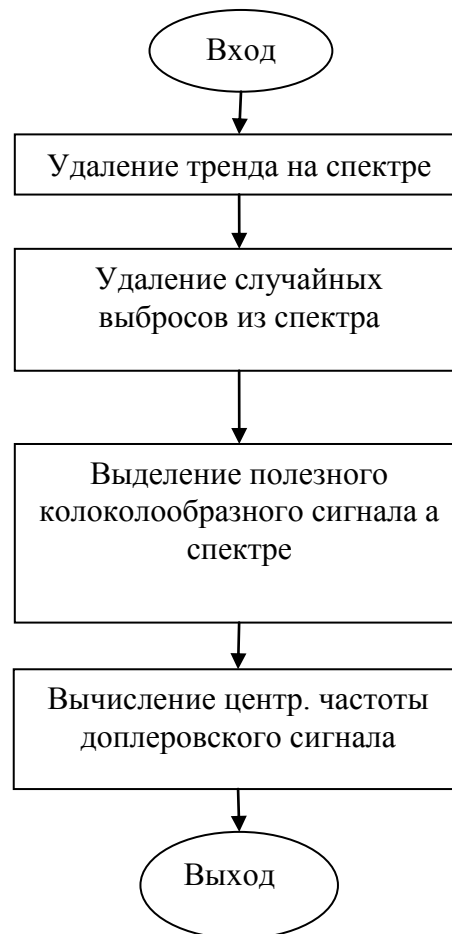 Вход
Удаление тренда на спектре
Удаление случайных
выбросов из спектра
Выделение полезного
колоколообразного сигнала а
спектре
Вычисление центр. частоты
доплеровского сигнала
Выход